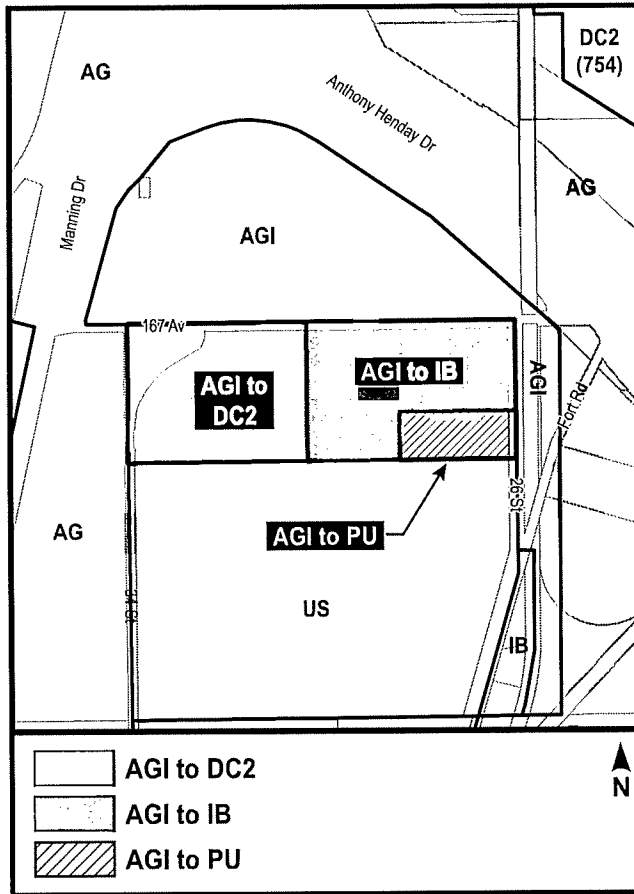 DC2
(754)
AG
Anthony Henday Dr
Manning Dr
AG
AGI
167 Av
AGI to
DC2
AGI to IB
AGI
Fort Rd
26 St
AGI to PU
AG
34 St
US
IB
AGI to DC2
AGI to IB
AGI to PU
N